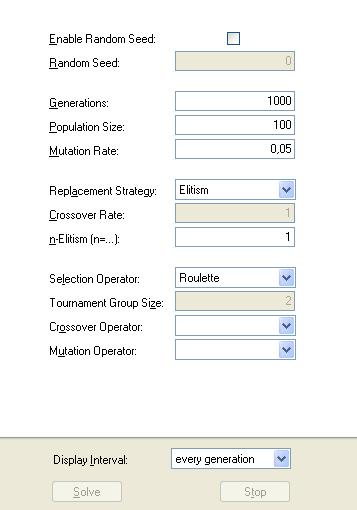 Enable Random Seed:
Random Seed: 0
Generations: 1000
Population Size: 100
Mutation Rate: 0,05
Replacement Strategy: Elitism
Crossover Rate: 1
n-Elitism (n=...): 1
Selection Operator: Roulette
Tournament Group Size: 2
Crossover Operator:
Mutation Operator:
Display Interval: every generation
Solve Stop